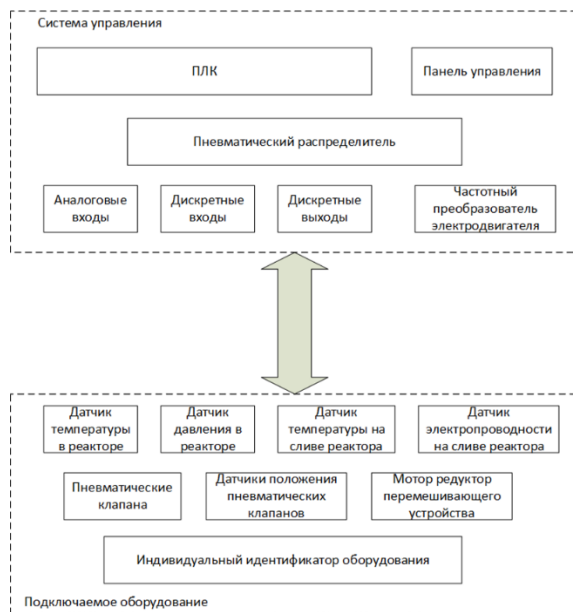 Система управления
ПЛК
Панель управления
Пневматический распределитель
Аналоговые
входы
Дискретные
входы
Дискретные
выходы
Частотный
преобразователь
электродвигателя
Датчик
температуры
в реакторе
Датчик
давления в
реакторе
Датчик
температуры на
сливе реактора
Датчик
электропроводности
на сливе реактора
Пневматические
клапана
Датчики положения
пневматических
клапанов
Мотор редуктор
перемешивающего
устройства
Индивидуальный идентификатор оборудования
Подключаемое оборудование